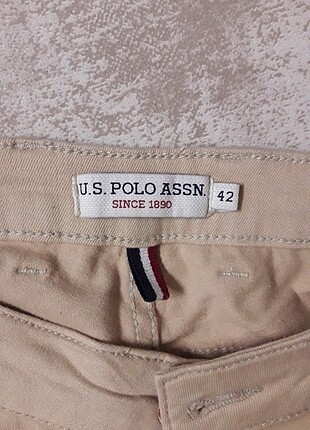 U.S. POLO ASSN.
SINCE 1890
42